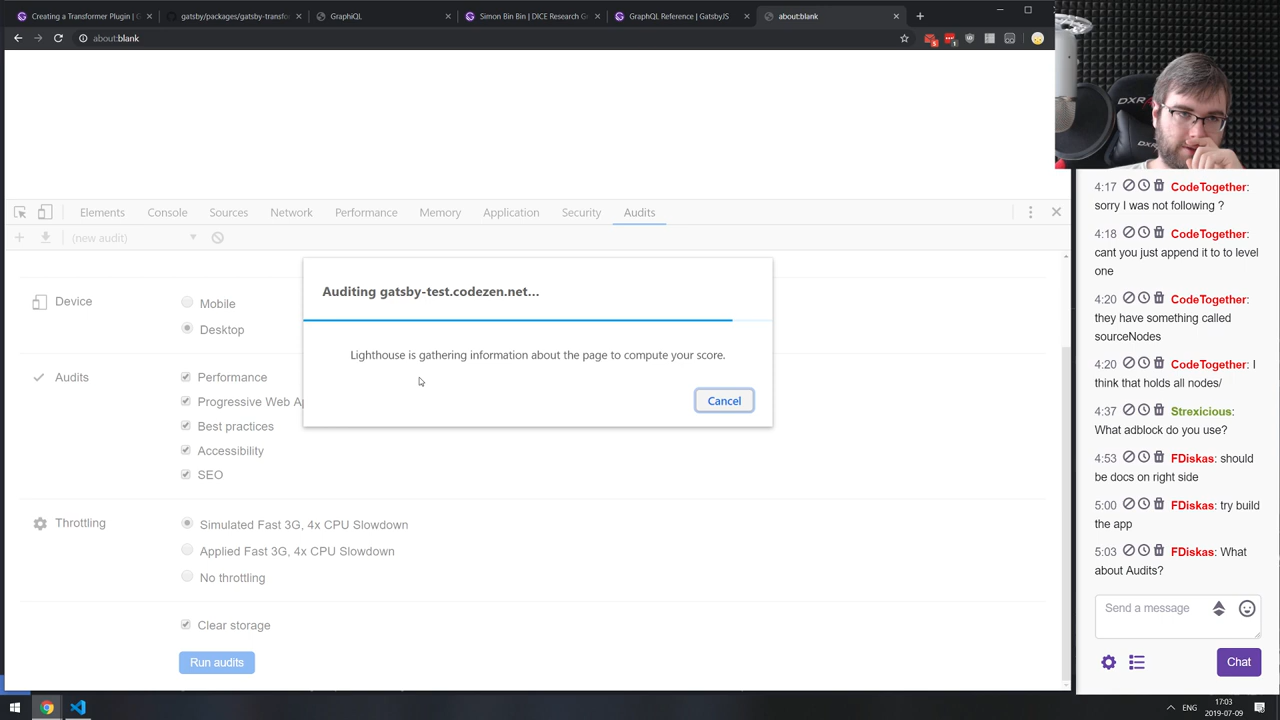 Creating a Transformer Plugin | G
gatsby/packages/gatsby-transfor
GraphiQL
Simon Bin Bin | DICE Research G
GraphQL Reference | GatsbyJS
about:blank
about:blank
Elements
Console
Sources
Network
Performance
Memory
Application
Security
Audits
(new audit)
Device
Mobile
Desktop
Audits
Performance
Progressive Web Ap
Best practices
Accessibility
SEO
Throttling
Simulated Fast 3G, 4x CPU Slowdown
Applied Fast 3G, 4x CPU Slowdown
No throttling
Clear storage
Run audits
Auditing gatsby-test.codezen.net...
Lighthouse is gathering information about the page to compute your score.
Cancel
DXR
4:17 CodeTogether:
sorry I was not following ?
4:18 CodeTogether:
cant you just append it to to level
one
4:20 CodeTogether:
they have something called
sourceNodes
4:20 CodeTogether: I
think that holds all nodes/
4:37 Strexicious:
What adblock do you use?
4:53 FDiskas: should
be docs on right side
5:00 FDiskas: try build
the app
5:03 FDiskas: What
about Audits?
Send a message
Chat
ENG
17:03
2019-07-09